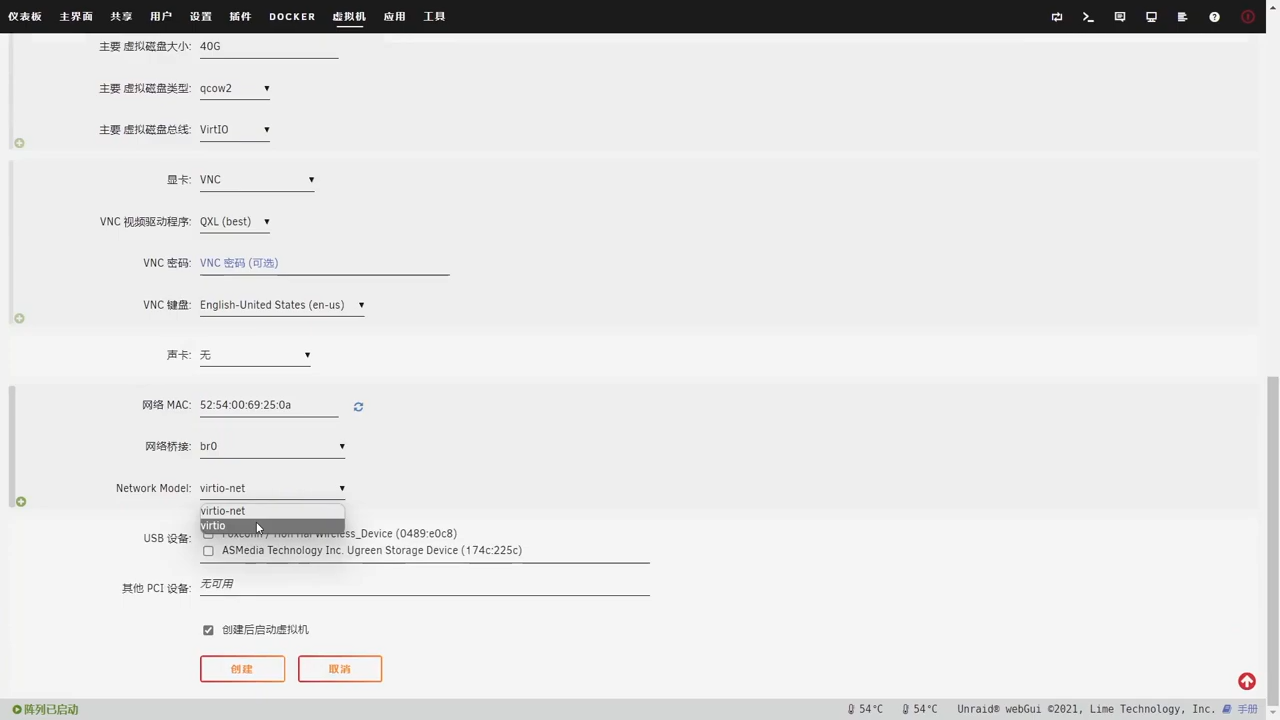 仪表板 主界面 共享 用户 设置 插件 DOCKER 虚拟机 应用 工具
主要 虚拟磁盘大小: 40G
主要 虚拟磁盘类型: qcow2
主要 虚拟磁盘总线: VirtIO
显卡: VNC
VNC 视频驱动程序: QXL (best)
VNC 密码: VNC 密码 (可选)
VNC 键盘: English-United States (en-us)
声卡: 无
网络 MAC: 52:54:00:69:25:0a
网络桥接: br0
Network Model: virtio-net
virtio-net
virtio
USB 设备: Foxconn / Hon Hai Wireless_Device (0489:e0c8)
ASMedia Technology Inc. Ugreen Storage Device (174c:225c)
其他 PCI 设备: 无可用
创建后启动虚拟机
创建 取消
阵列已启动 54°C 54°C Unraid® webGui ©2021, Lime Technology, Inc. 手册